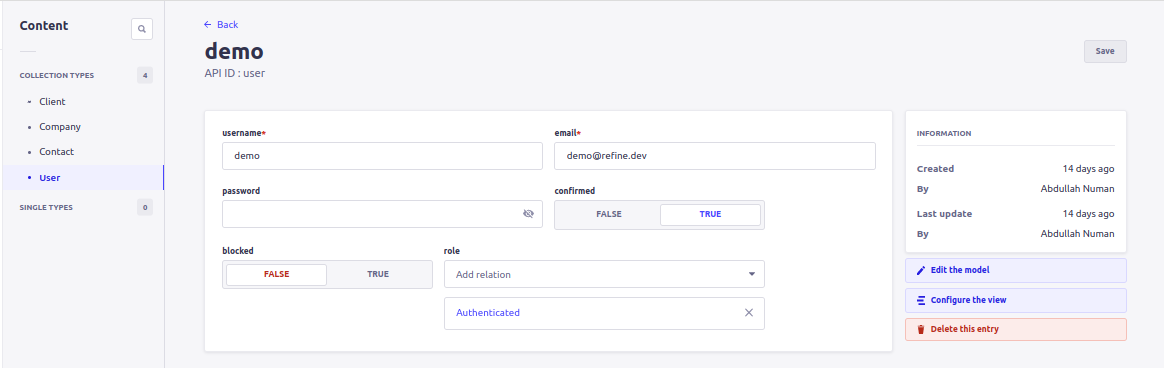 Content
COLLECTION TYPES 4
Client
Company
Contact
User
SINGLE TYPES 0
← Back
demo
API ID : user
Save
username* email*
demo demo@refine.dev
password confirmed
FALSE TRUE
blocked role
FALSE TRUE Add relation
Authenticated
INFORMATION
Created 14 days ago
By Abdullah Numan
Last update 14 days ago
By Abdullah Numan
Edit the model
Configure the view
Delete this entry